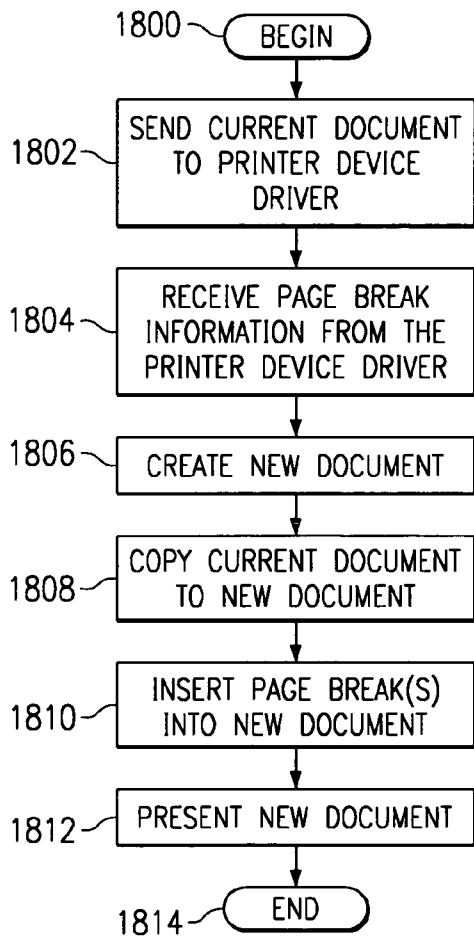 1800
BEGIN
1802
SEND CURRENT DOCUMENT
TO PRINTER DEVICE
DRIVER
1804
RECEIVE PAGE BREAK
INFORMATION FROM THE
PRINTER DEVICE DRIVER
1806
CREATE NEW DOCUMENT
1808
COPY CURRENT DOCUMENT
TO NEW DOCUMENT
1810
INSERT PAGE BREAK(S)
INTO NEW DOCUMENT
1812
PRESENT NEW DOCUMENT
1814
END